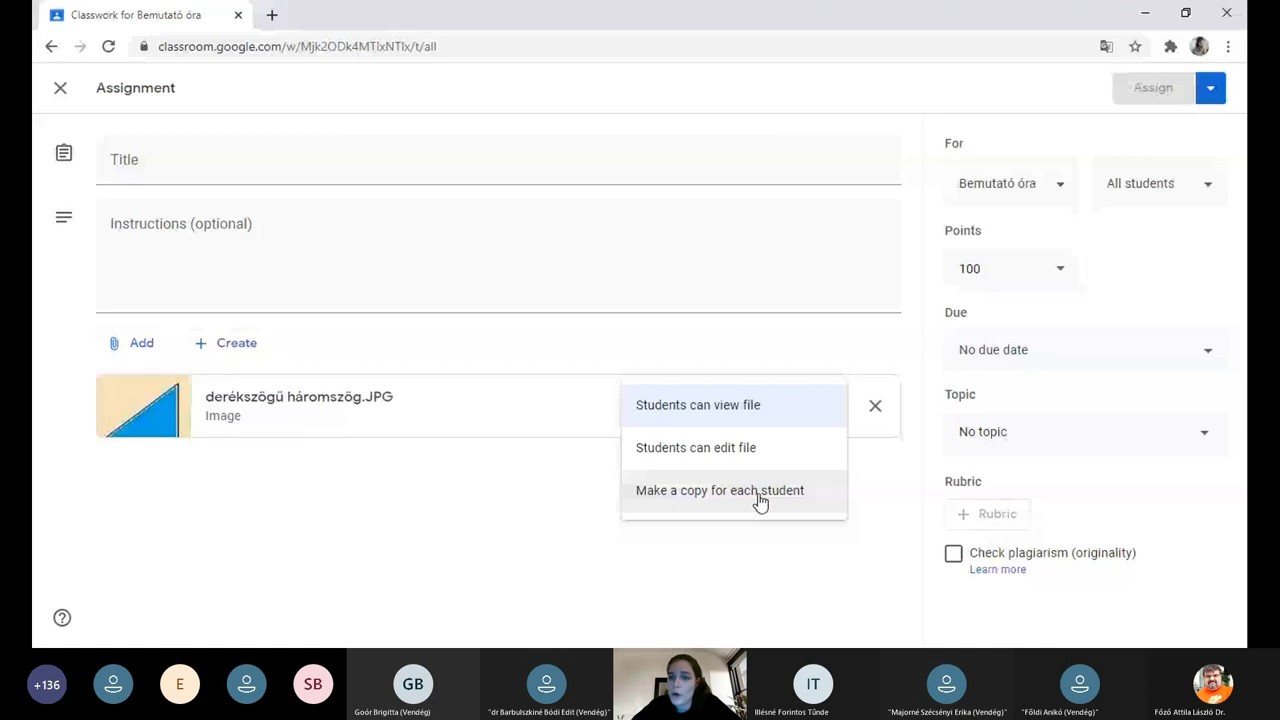 Classwork for Bemutató óra
classroom.google.com/w/Mjk2ODk4MTIxNTIx/t/all
Assignment
Assign
Title
Instructions (optional)
Add
Create
derékszögű háromszög.JPG
Image
Students can view file
Students can edit file
Make a copy for each student
For
Bemutató óra
All students
Points
100
Due
No due date
Topic
No topic
Rubric
Rubric
Check plagiarism (originality)
Learn more
+136
E
SB
GB
IT
Goór Brigitta (Vendég)
"dr Barbulszkiné Bódi Edit (Vendég)"
Illésné Forintos Tünde
"Majorné Szécsényi Erika (Vendég)"
"Földi Anikó (Vendég)"
Főző Attila László Dr.